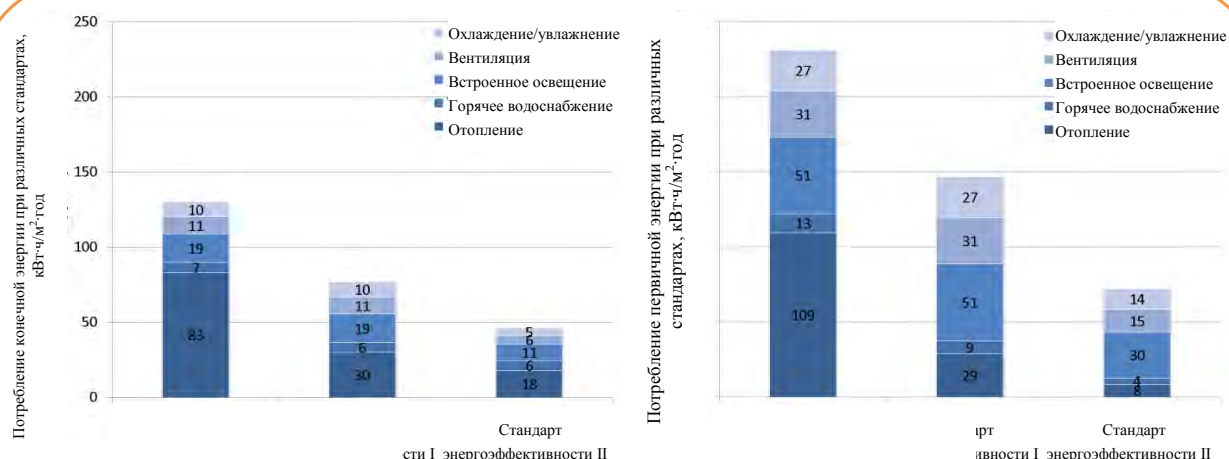 Потребление конечной энергии при различных стандартах,
кВт·ч/м²·год
250
200
150
100
50
0
Охлаждение/увлажнение
Вентиляция
Встроенное освещение
Горячее водоснабжение
Отопление
10
11
19
7
83
10
11
19
6
30
5
6
11
6
18
Стандарт
сти I энергоэффективности II
Потребление первичной энергии при различных
стандартах, кВт·ч/м²·год
Охлаждение/увлажнение
Вентиляция
Встроенное освещение
Горячее водоснабжение
Отопление
27
31
51
13
109
27
31
51
9
29
14
15
30
4
8
рт Стандарт
ивности I энергоэффективности II